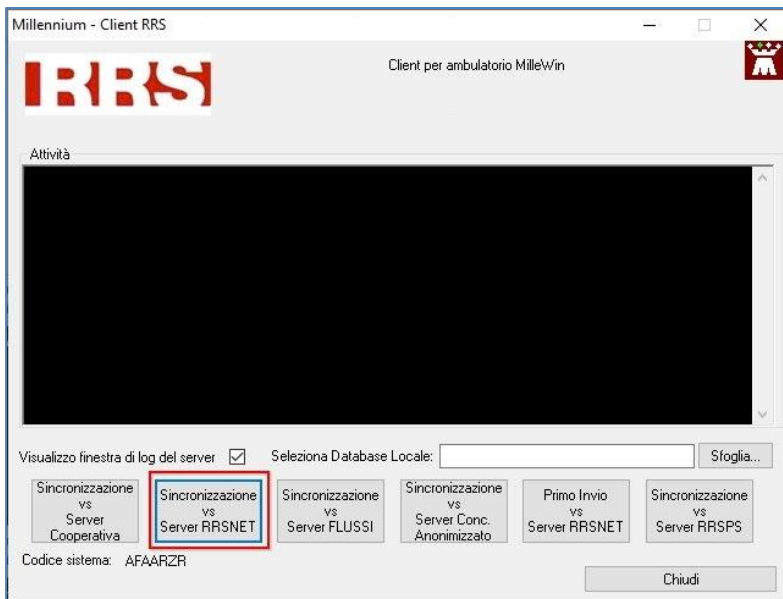 Millennium - Client RRS
RRS
Client per ambulatorio MilleWin
Attività
Visualizzo finestra di log del server
Seleziona Database Locale:
Sfoglia...
Sincronizzazione
vs
Server
Cooperativa
Sincronizzazione
vs
Server RRSNET
Sincronizzazione
vs
Server FLUSSI
Sincronizzazione
vs
Server Conc.
Anonimizzato
Primo Invio
vs
Server RRSNET
Sincronizzazione
vs
Server RRSPS
Codice sistema: AFAARZR
Chiudi